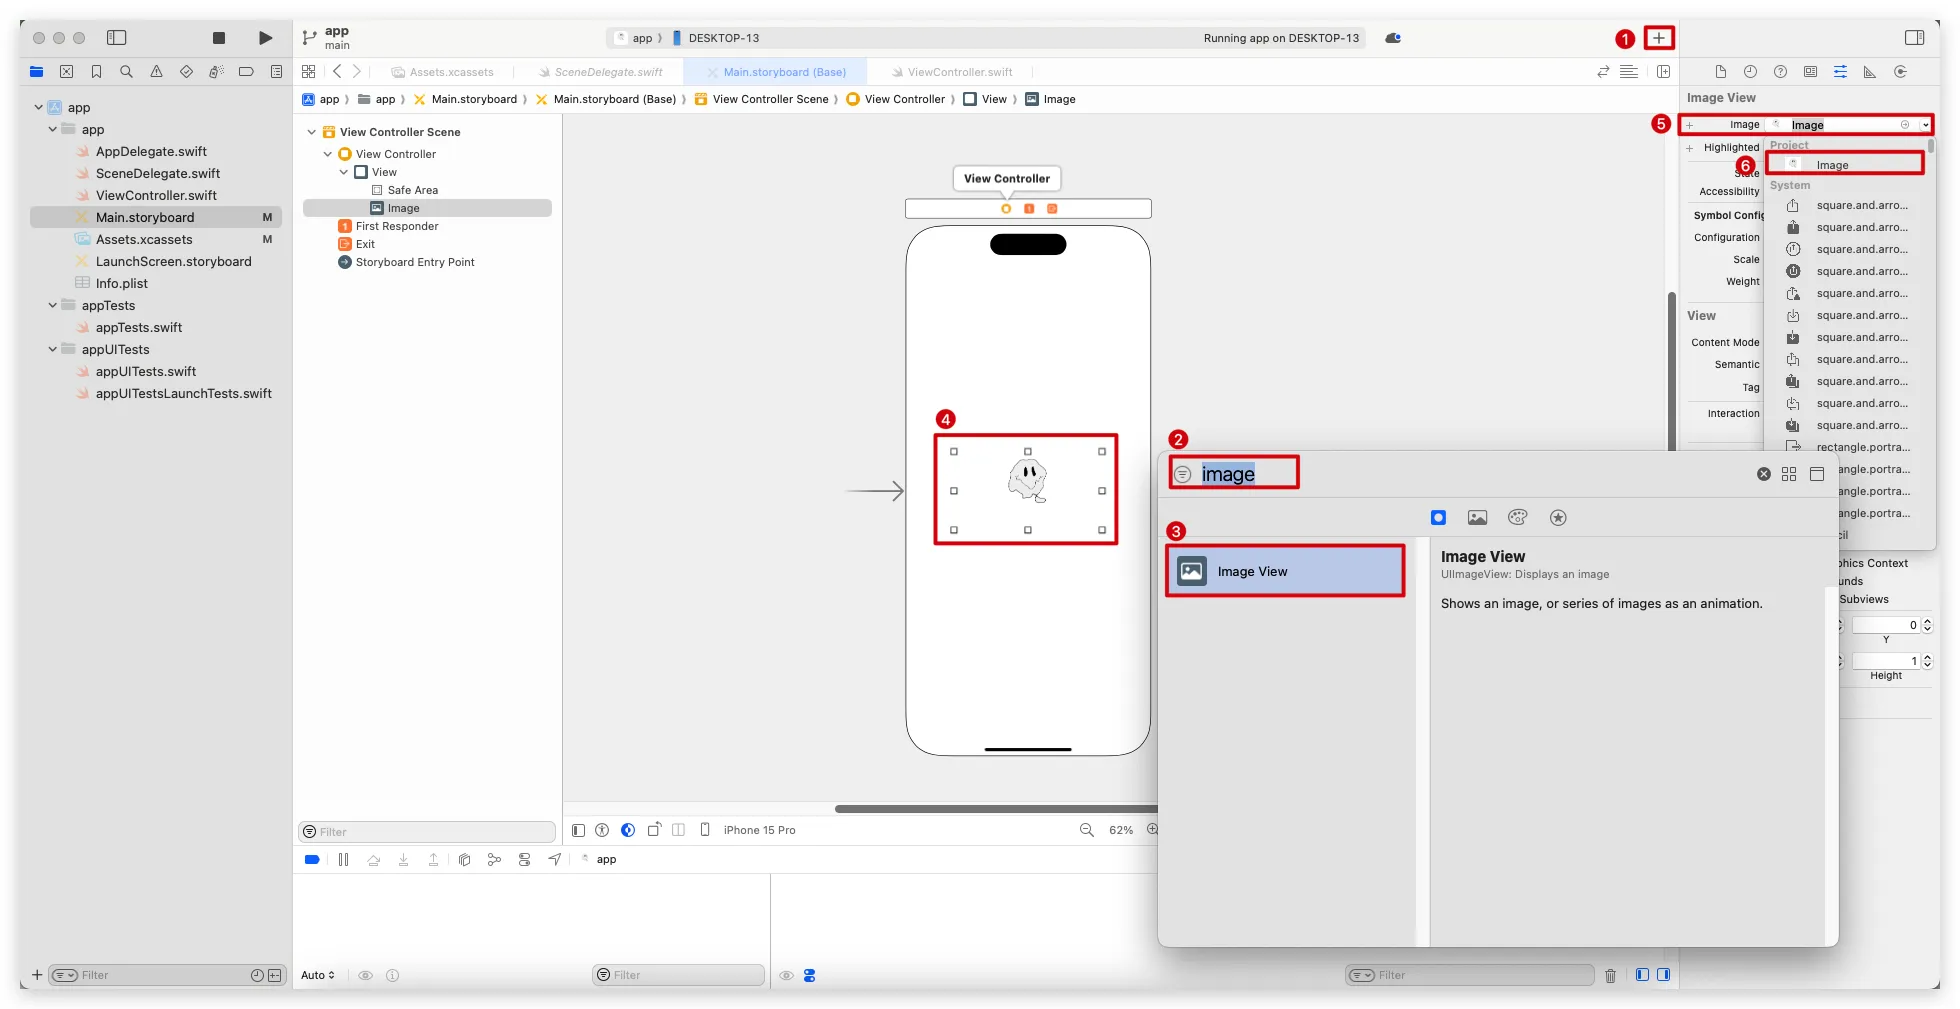 app
main
app
DESKTOP-13
Running app on DESKTOP-13
1
Assets.xcassets
SceneDelegate.swift
Main.storyboard (Base)
ViewController.swift
app
app
Main.storyboard
Main.storyboard (Base)
View Controller Scene
View Controller
View
Image
app
app
AppDelegate.swift
SceneDelegate.swift
ViewController.swift
Main.storyboard
M
Assets.xcassets
M
LaunchScreen.storyboard
Info.plist
appTests
appTests.swift
appUITests
appUITests.swift
appUITestsLaunchTests.swift
View Controller Scene
View Controller
View
Safe Area
Image
1
First Responder
Exit
Storyboard Entry Point
View Controller
1
4
Image View
5
Image
Image
Highlighted
Project
6
Image
State
System
Accessibility
square.and.arro...
Symbol Config
square.and.arro...
Configuration
square.and.arro...
Scale
square.and.arro...
Weight
square.and.arro...
View
square.and.arro...
Content Mode
square.and.arro...
Semantic
square.and.arro...
Tag
square.and.arro...
Interaction
square.and.arro...
square.and.arro...
rectangle.portra...
angle.portra...
angle.portra...
angle.portra...
cil
phics Context
unds
Subviews
0
Y
1
Height
2
image
3
Image View
Image View
UIImageView: Displays an image
Shows an image, or series of images as an animation.
Filter
iPhone 15 Pro
62%
app
Filter
Auto
Filter
Filter